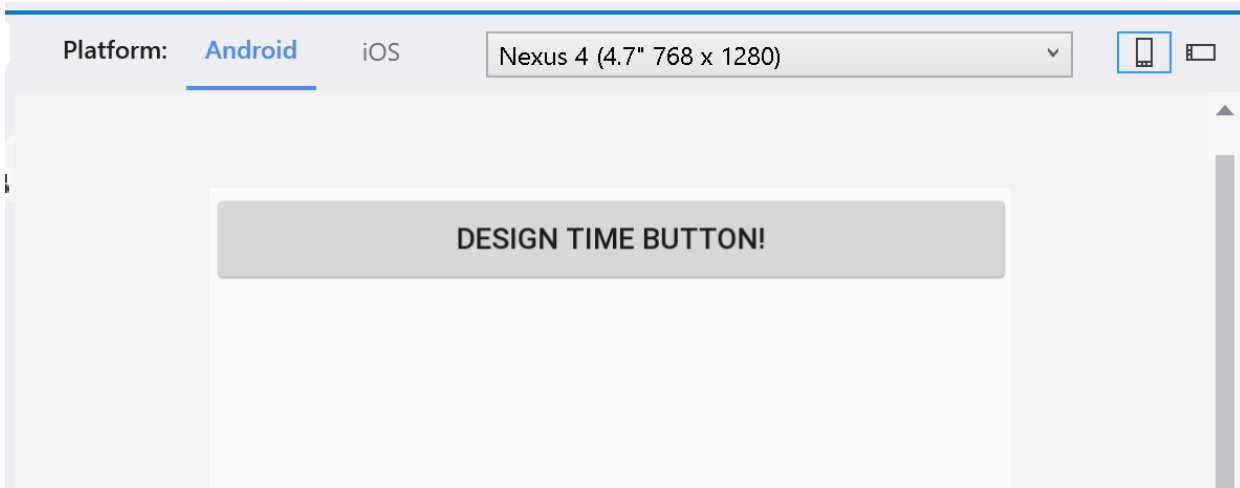 Platform: Android iOS Nexus 4 (4.7" 768 x 1280)
DESIGN TIME BUTTON!